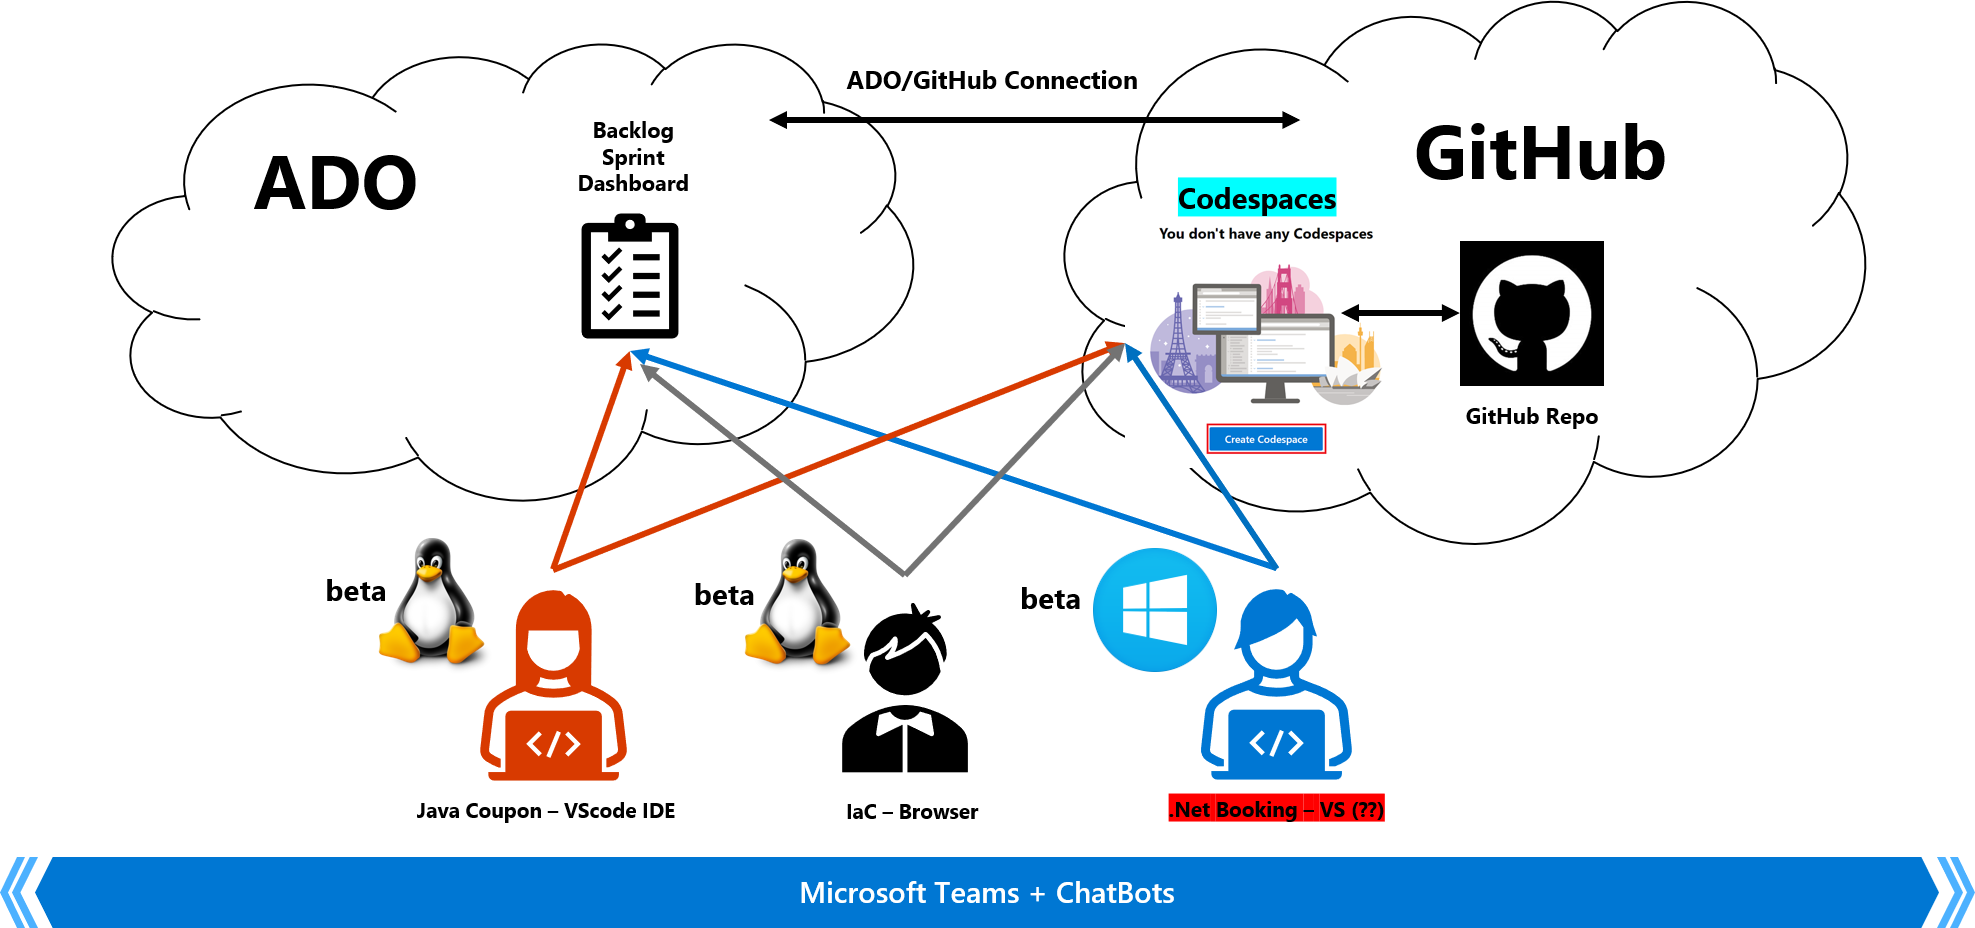 ADO/GitHub Connection
ADO
Backlog
Sprint
Dashboard
GitHub
Codespaces
You don't have any Codespaces
Create Codespace
GitHub Repo
beta
beta
beta
</>
</>
Java Coupon – VScode IDE
IaC – Browser
.Net Booking – VS (??)
Microsoft Teams + ChatBots